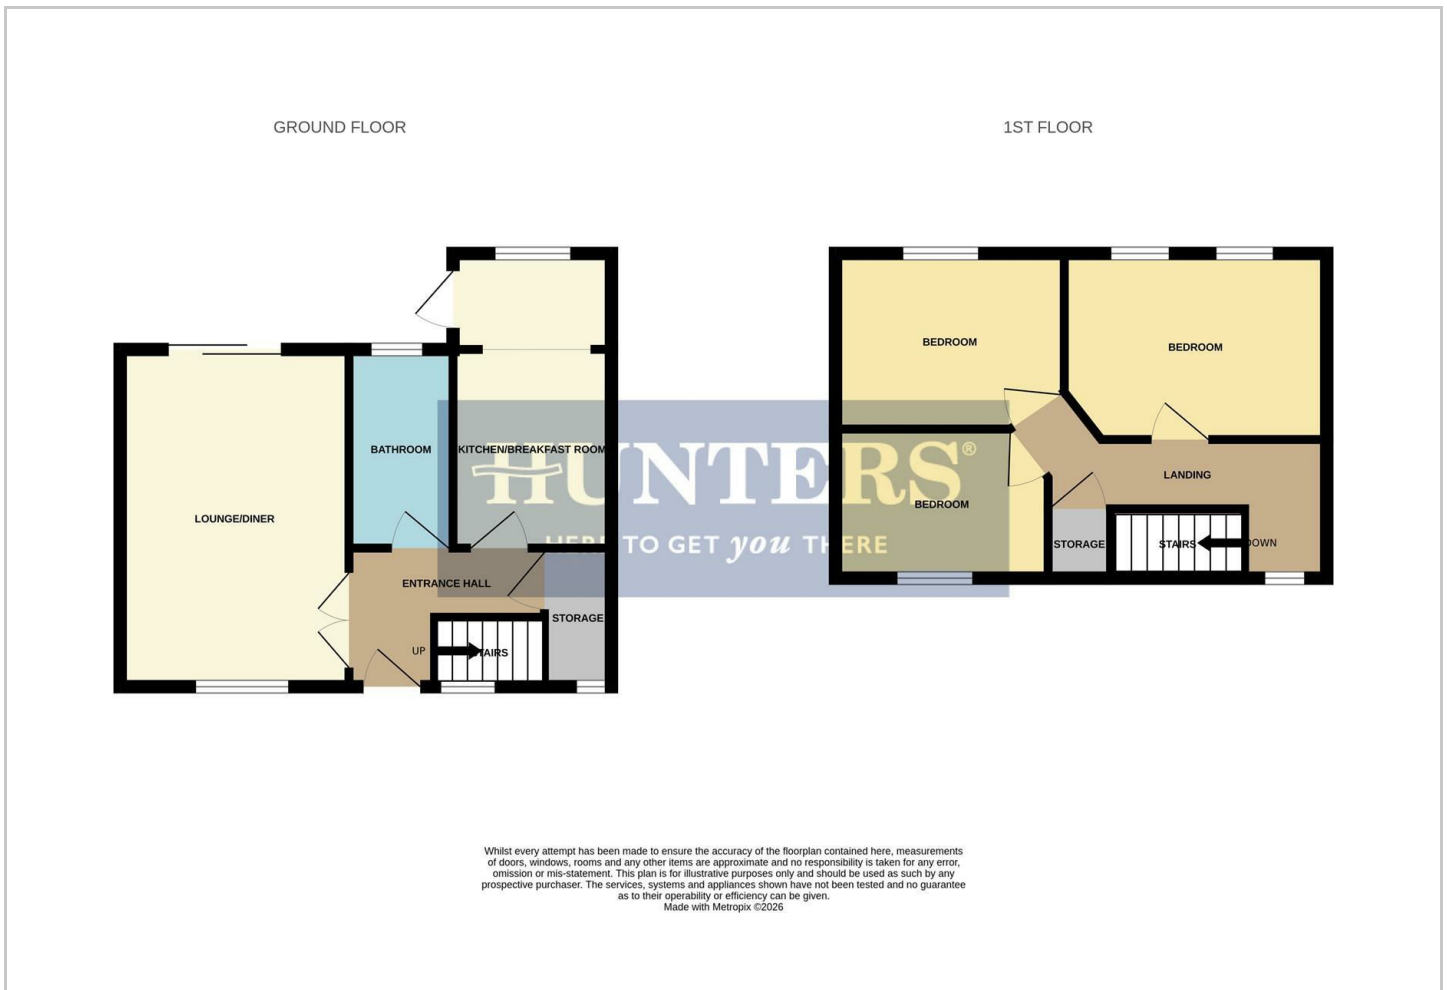 GROUND FLOOR
1ST FLOOR
BEDROOM
BEDROOM
BATHROOM
KITCHEN/BREAKFAST ROOM
HUNTERS®
LANDING
LOUNGE/DINER
BEDROOM
HERE TO GET you THERE
STORAGE
STAIRS
DOWN
ENTRANCE HALL
STORAGE
UP
STAIRS
Whilst every attempt has been made to ensure the accuracy of the floorplan contained here, measurements
of doors, windows, rooms and any other items are approximate and no responsibility is taken for any error,
omission or mis-statement. This plan is for illustrative purposes only and should be used as such by any
prospective purchaser. The services, systems and appliances shown have not been tested and no guarantee
as to their operability or efficiency can be given.
Made with Metropix ©2026